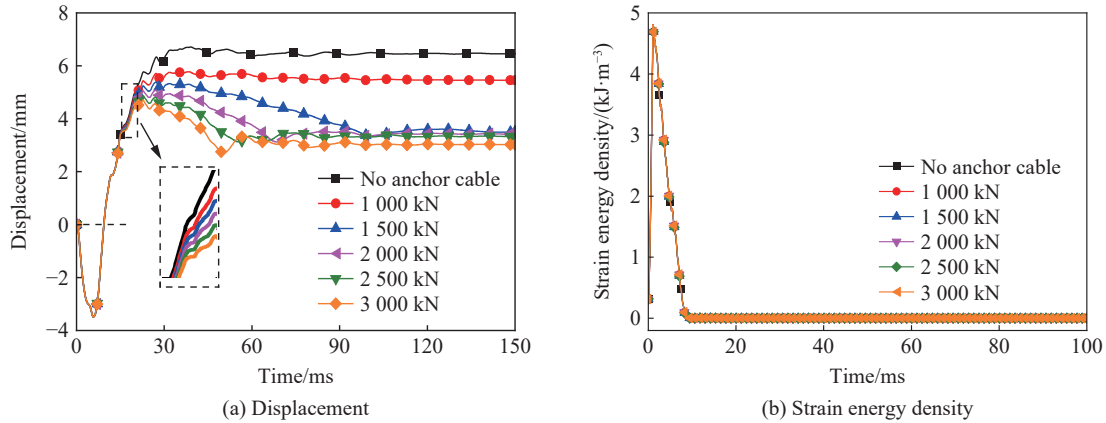 8
6
4
2
0
−2
−4
Displacement/mm
No anchor cable
1 000 kN
1 500 kN
2 000 kN
2 500 kN
3 000 kN
0 30 60 90 120 150
Time/ms
(a) Displacement
5
4
3
2
1
0
Strain energy density/(kJ·m⁻³)
No anchor cable
1 000 kN
1 500 kN
2 000 kN
2 500 kN
3 000 kN
0 20 40 60 80 100
Time/ms
(b) Strain energy density